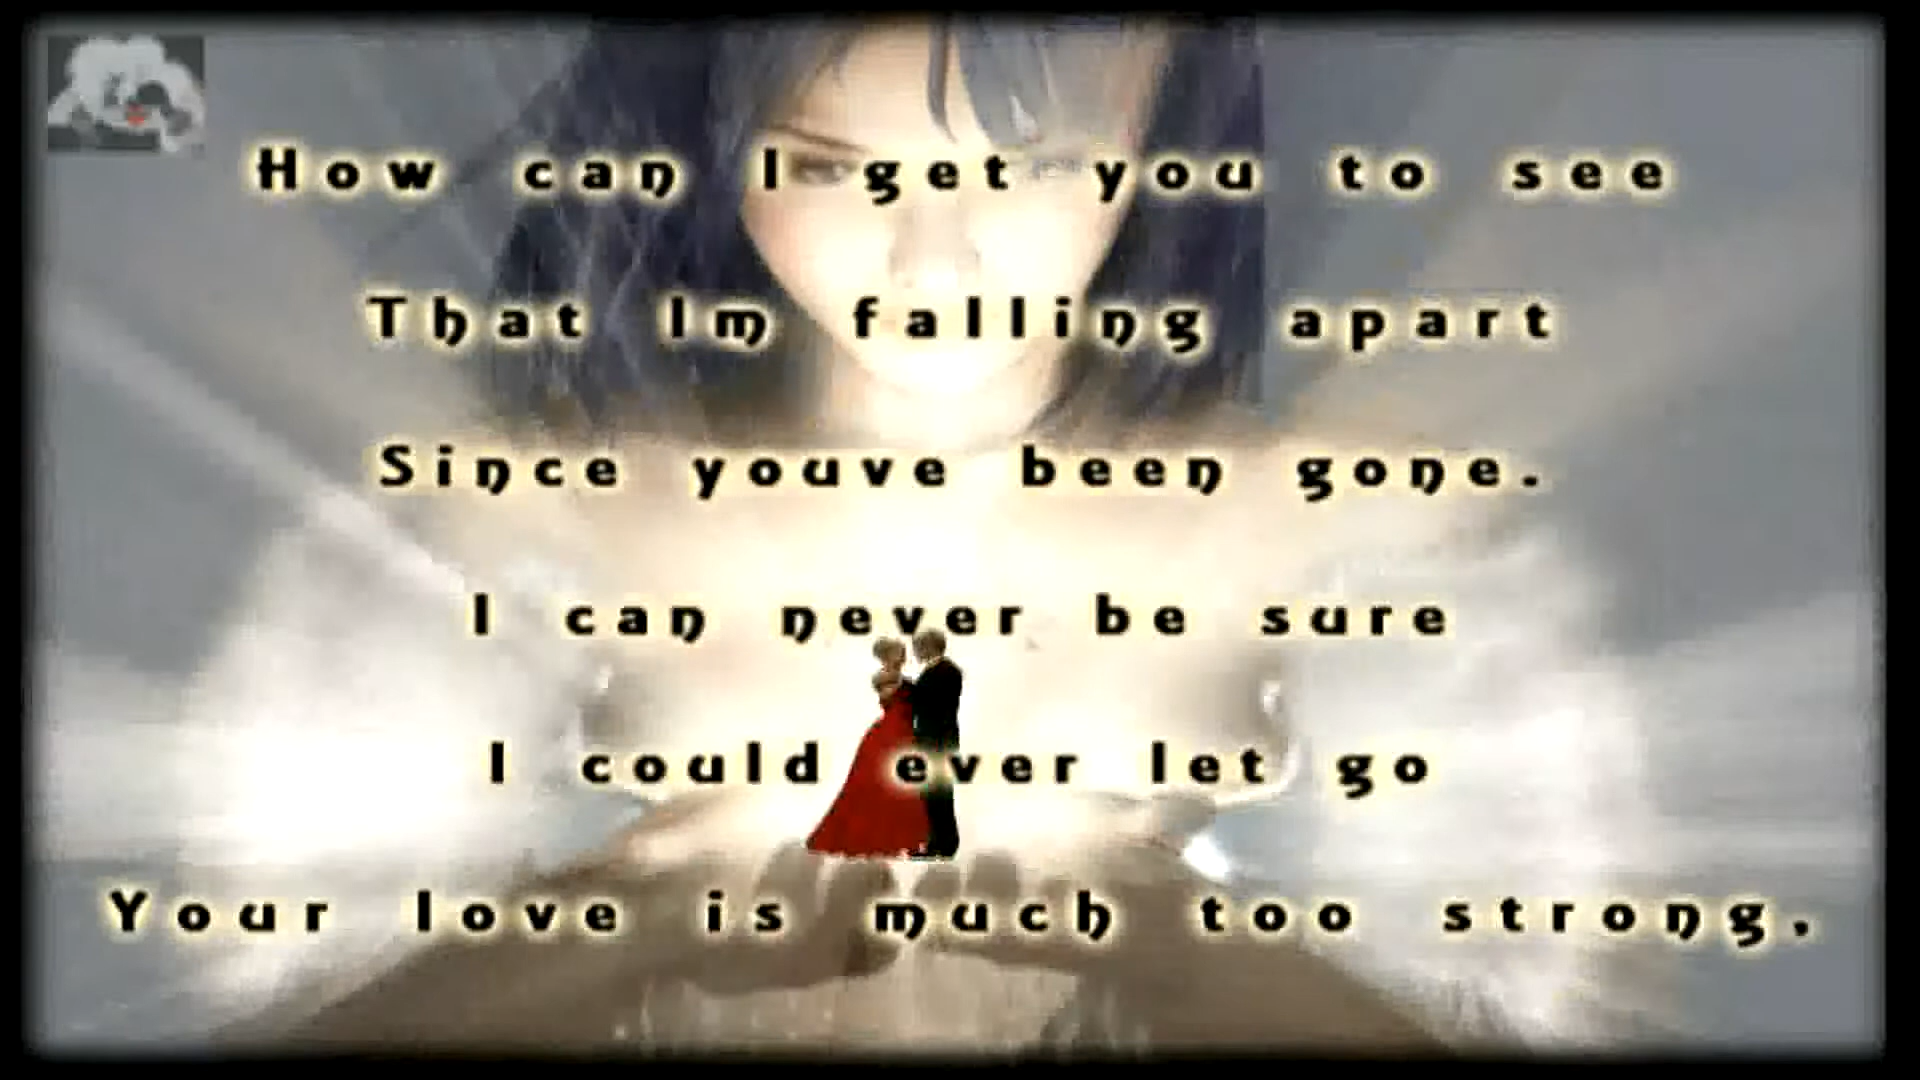 How can I get you to see
That Im falling apart
Since youve been gone.
I can never be sure
I could ever let go
Your love is much too strong.